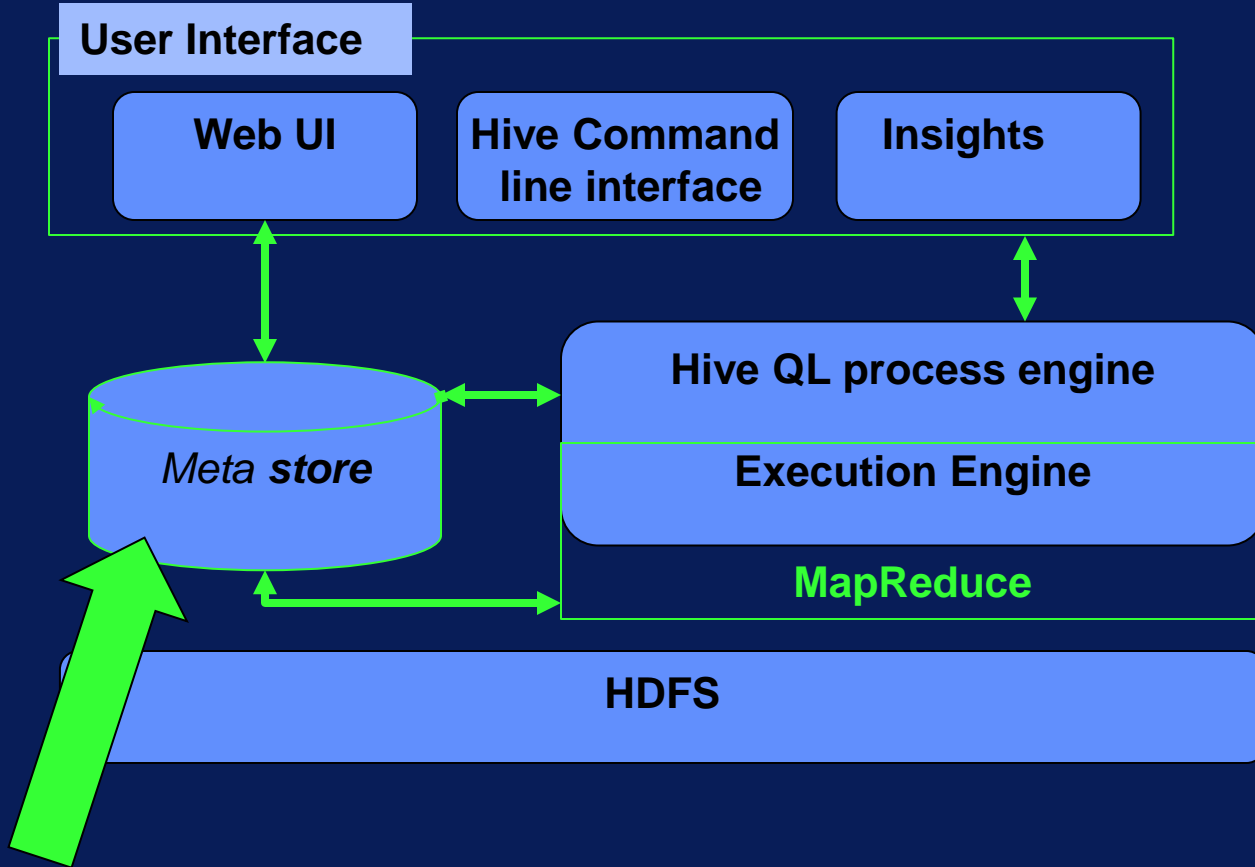 User Interface
Web UI
Hive Command
line interface
Insights
Hive QL process engine
Meta store
Execution Engine
MapReduce
HDFS